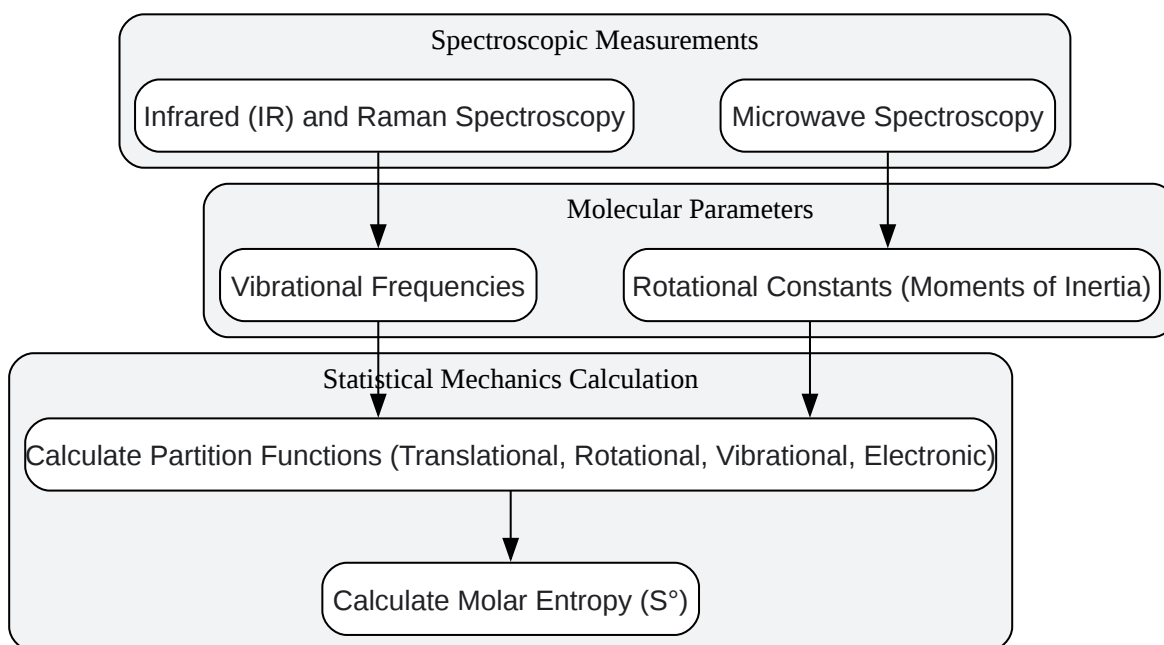 Spectroscopic Measurements
Infrared (IR) and Raman Spectroscopy
Microwave Spectroscopy
Molecular Parameters
Vibrational Frequencies
Rotational Constants (Moments of Inertia)
Statistical Mechanics Calculation
Calculate Partition Functions (Translational, Rotational, Vibrational, Electronic)
Calculate Molar Entropy (S°)